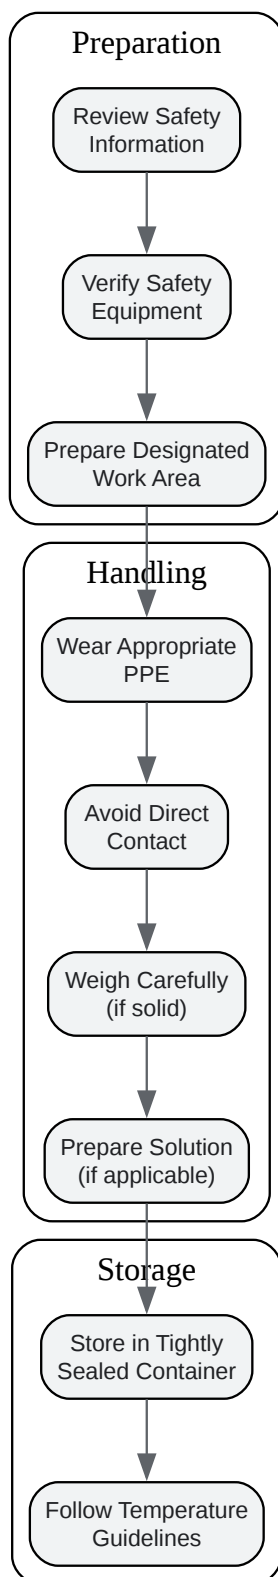 Preparation
Review Safety
Information
Verify Safety
Equipment
Prepare Designated
Work Area
Handling
Wear Appropriate
PPE
Avoid Direct
Contact
Weigh Carefully
(if solid)
Prepare Solution
(if applicable)
Storage
Store in Tightly
Sealed Container
Follow Temperature
Guidelines